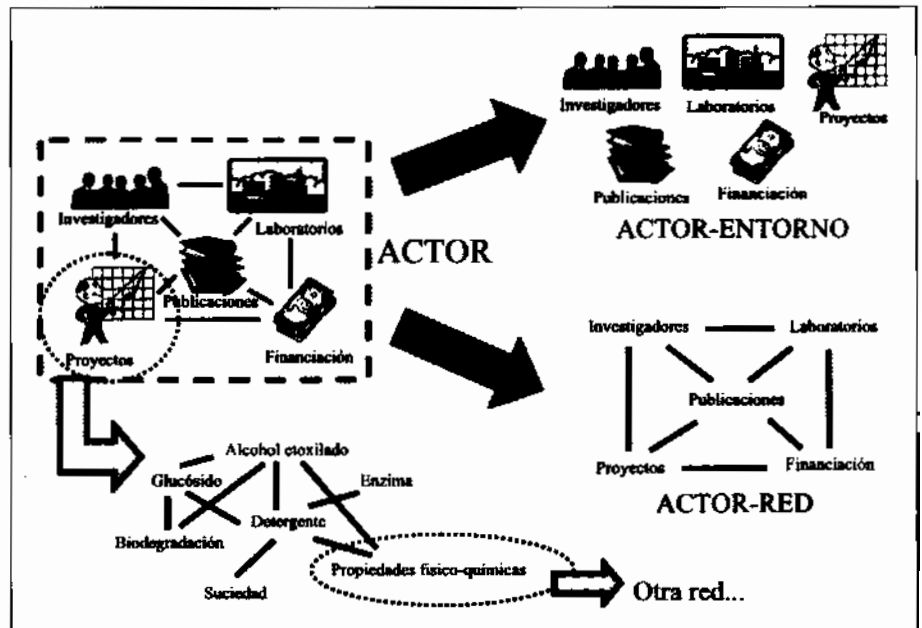 Investigadores
Laboratorios
Proyectos
Publicaciones
Financiación
ACTOR-ENTORNO
Investigadores
Laboratorios
Publicaciones
Proyectos
Financiación
ACTOR
Investigadores
Laboratorios
Publicaciones
Proyectos
Financiación
ACTOR-RED
Alcohol etoxilado
Glucósido
Enzima
Detergente
Biodegradación
Propiedades físico-químicas
Suciedad
Otra red...